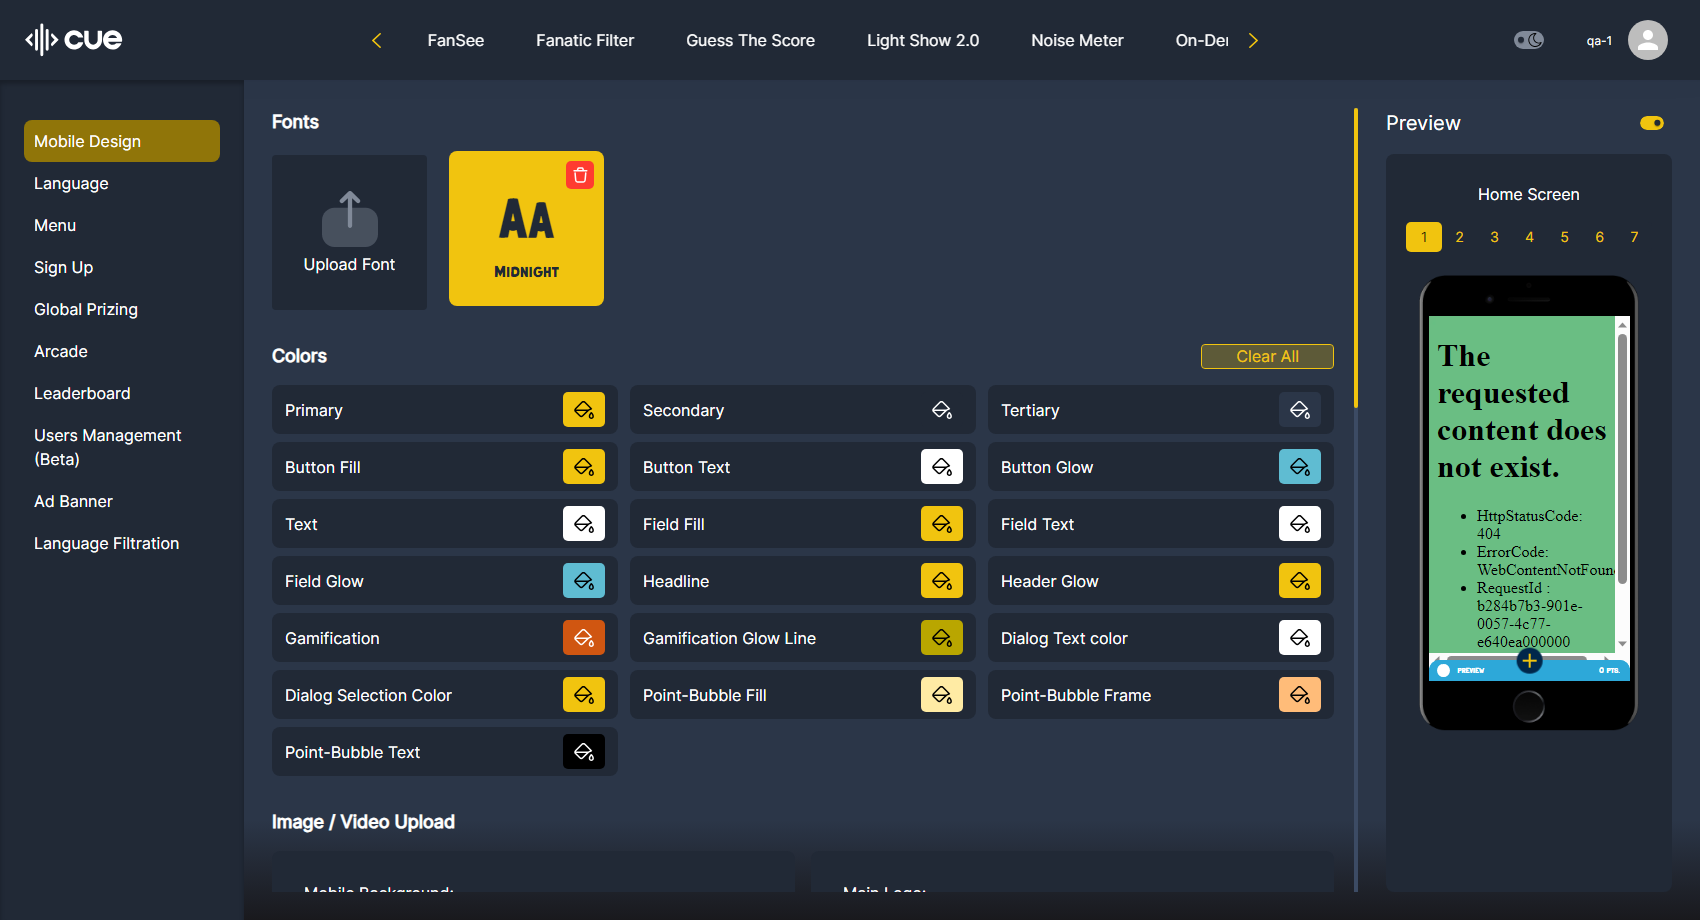 cue
FanSee
Fanatic Filter
Guess The Score
Light Show 2.0
Noise Meter
On-De
qa-1
Mobile Design
Language
Menu
Sign Up
Global Prizing
Arcade
Leaderboard
Users Management
(Beta)
Ad Banner
Language Filtration
Fonts
Upload Font
AA
MIDNIGHT
Colors
Clear All
Primary
Secondary
Tertiary
Button Fill
Button Text
Button Glow
Text
Field Fill
Field Text
Field Glow
Headline
Header Glow
Gamification
Gamification Glow Line
Dialog Text color
Dialog Selection Color
Point-Bubble Fill
Point-Bubble Frame
Point-Bubble Text
Image / Video Upload
Mobile Background:
Main Logo:
Preview
Home Screen
1 2 3 4 5 6 7
The
requested
content does
not exist.
• HttpStatusCode:
404
• ErrorCode:
WebContentNotFoun
• RequestId :
b284b7b3-901e-
0057-4c77-
e640ea000000
PREVIEW
0 PTS.